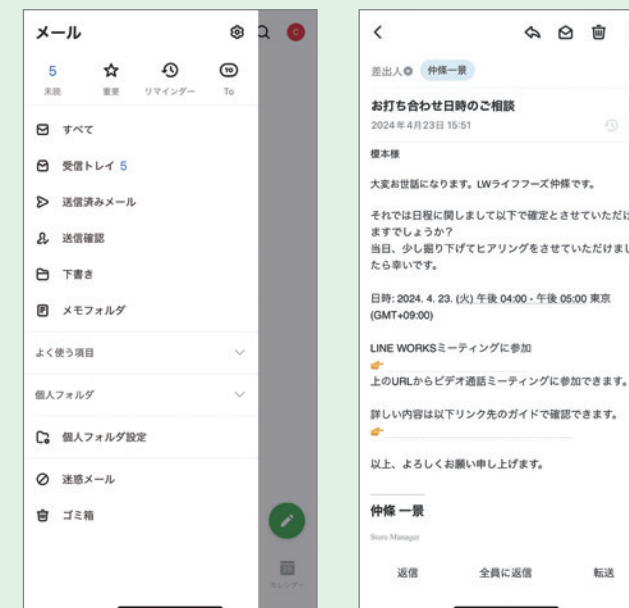 メール
C
5
未読
重要
リマインダー
TO
To
すべて
受信トレイ 5
送信済みメール
送信確認
下書き
メモフォルダ
よく使う項目
個人フォルダ
個人フォルダ設定
迷惑メール
ゴミ箱
カレンダー
差出人 仲條一景
お打ち合わせ日時のご相談
2024年4月23日 15:51
榎本様
大変お世話になります。LWライフフーズ仲條です。
それでは日程に関しまして以下で確定とさせていただけ
ますでしょうか?
当日、少し掘り下げてヒアリングをさせていただけまし
たら幸いです。
日時: 2024. 4. 23. (火) 午後 04:00 - 午後 05:00 東京
(GMT+09:00)
LINE WORKSミーティングに参加
上のURLからビデオ通話ミーティングに参加できます。
詳しい内容は以下リンク先のガイドで確認できます。
以上、よろしくお願い申し上げます。
仲條 一景
Store Manager
返信
全員に返信
転送